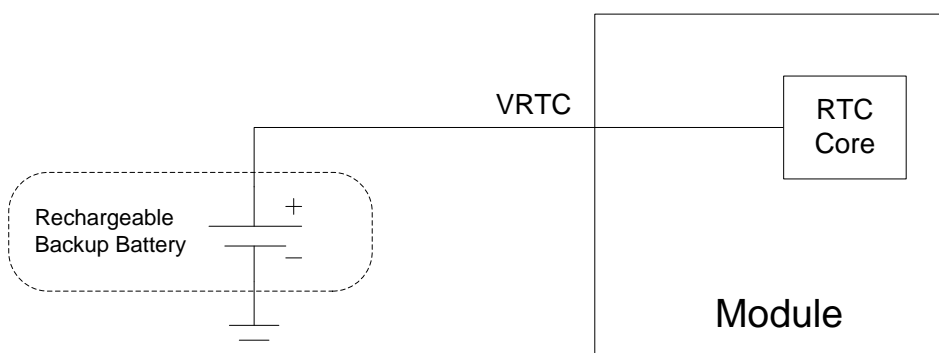 VRTC
RTC
Core
Rechargeable
Backup Battery
+
−
Module